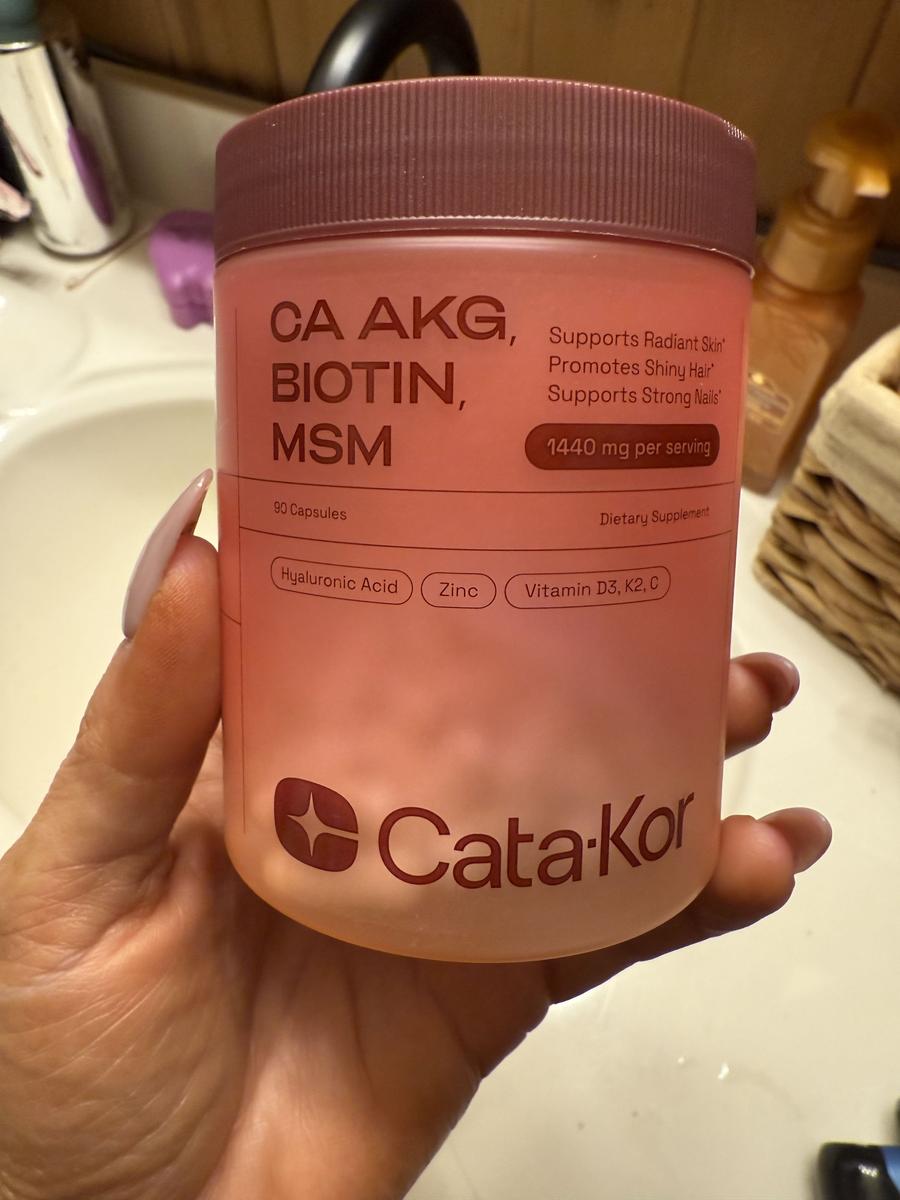 CA AKG,
BIOTIN,
MSM
Supports Radiant Skin*
Promotes Shiny Hair*
Supports Strong Nails*
1440 mg per serving
90 Capsules
Dietary Supplement
Hyaluronic Acid
Zinc
Vitamin D3, K2, C
Cata·Kor